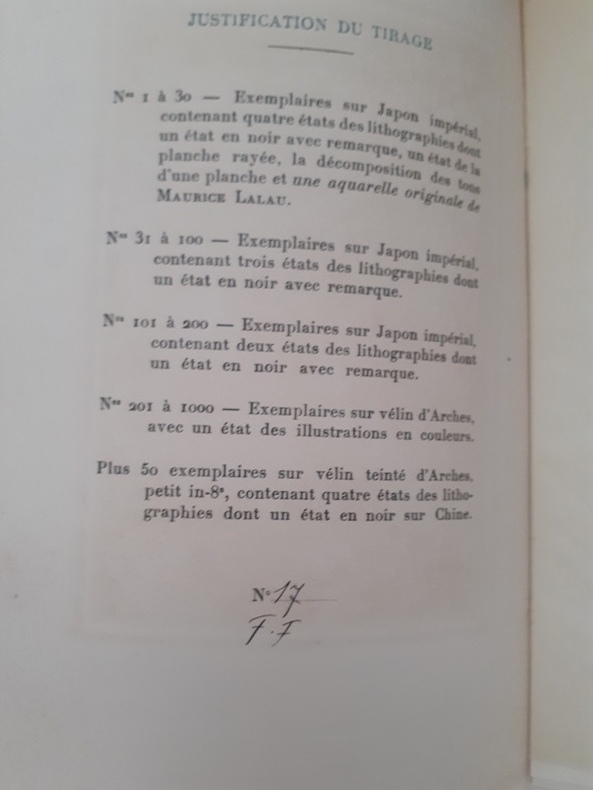 JUSTIFICATION DU TIRAGE
Nos 1 à 30 — Exemplaires sur Japon impérial,
contenant quatre états des lithographies dont
un état en noir avec remarque, un état de la
planche rayée, la décomposition des tons
d'une planche et une aquarelle originale de
MAURICE LALAU.
Nos 31 à 100 — Exemplaires sur Japon impérial,
contenant trois états des lithographies dont
un état en noir avec remarque.
Nos 101 à 200 — Exemplaires sur Japon impérial,
contenant deux états des lithographies dont
un état en noir avec remarque.
Nos 201 à 1000 — Exemplaires sur vélin d'Arches,
avec un état des illustrations en couleurs.
Plus 50 exemplaires sur vélin teinté d'Arches,
petit in-8°, contenant quatre états des litho-
graphies dont un état en noir sur Chine.
N° 17
F.F